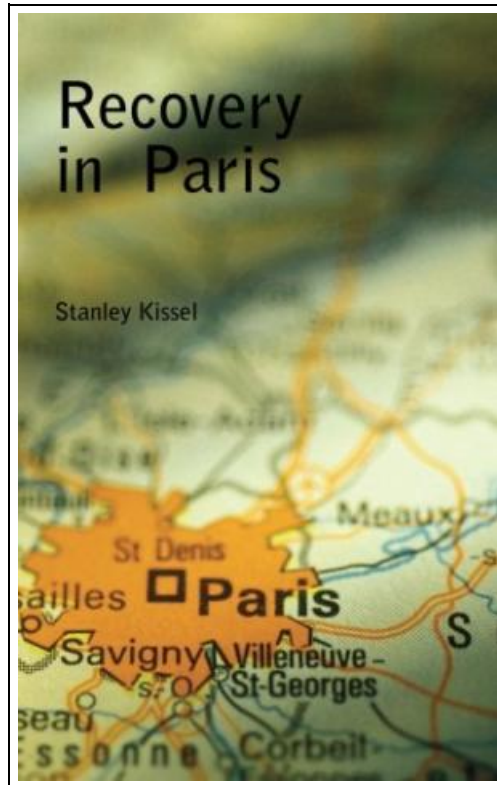 Recovery
in Paris
Stanley Kissel
Meaux
St Denis
ailles
Paris
S
Savigny
Villeneuve-
s. O.
St-Georges
seau
ssonne
Corbeil-